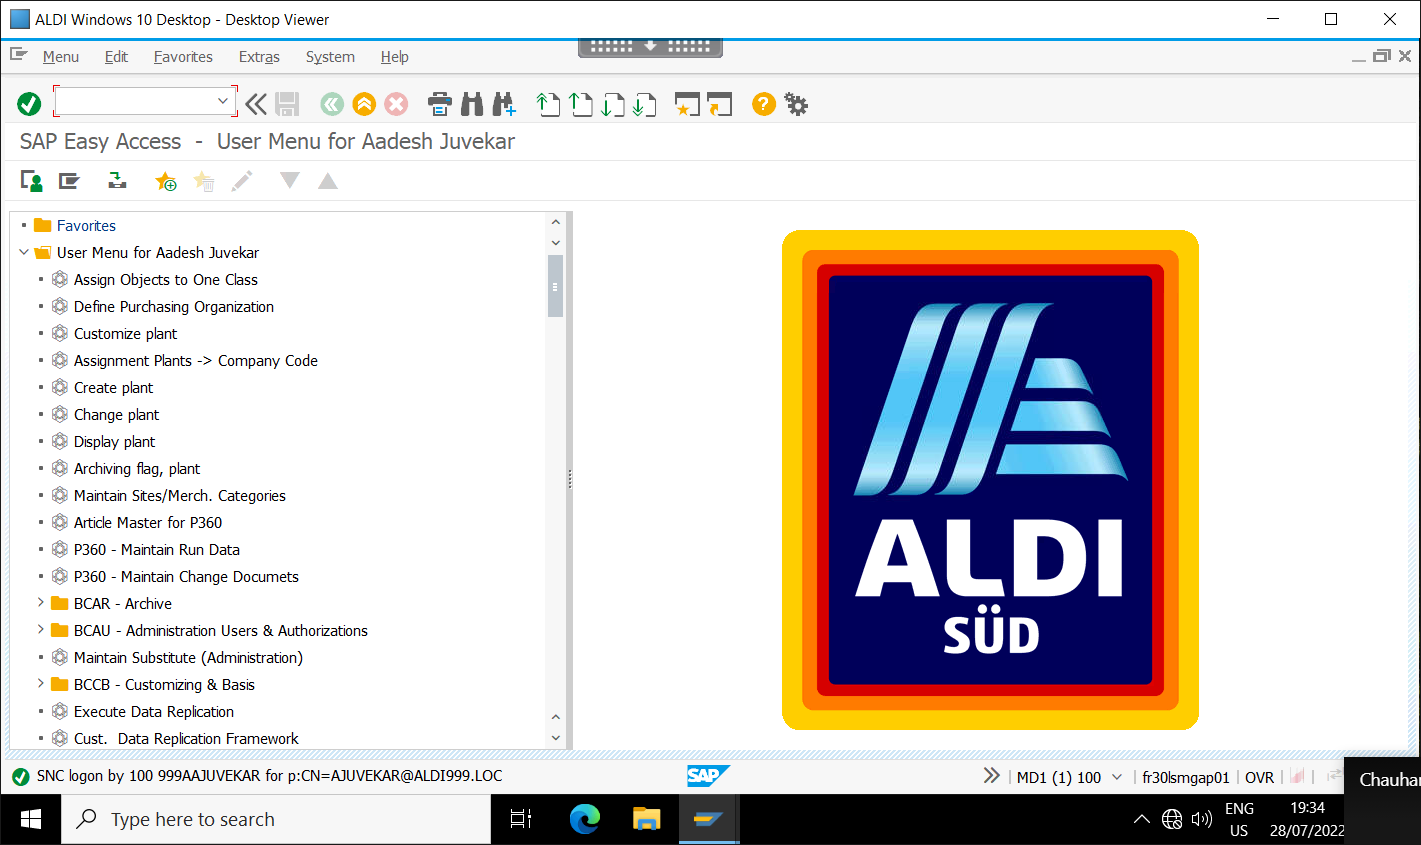 ALDI Windows 10 Desktop - Desktop Viewer
Menu Edit Favorites Extras System Help
SAP Easy Access - User Menu for Aadesh Juvekar
Favorites
User Menu for Aadesh Juvekar
Assign Objects to One Class
Define Purchasing Organization
Customize plant
Assignment Plants -> Company Code
Create plant
Change plant
Display plant
Archiving flag, plant
Maintain Sites/Merch. Categories
Article Master for P360
P360 - Maintain Run Data
P360 - Maintain Change Documets
BCAR - Archive
BCAU - Administration Users & Authorizations
Maintain Substitute (Administration)
BCCB - Customizing & Basis
Execute Data Replication
Cust. Data Replication Framework
ALDI
SÜD
SNC logon by 100 999AAJUVEKAR for p:CN=AJUVEKAR@ALDI999.LOC
SAP
MD1 (1) 100
fr30lsmgap01
OVR
Chauhan
Type here to search
ENG
US
19:34
28/07/2022